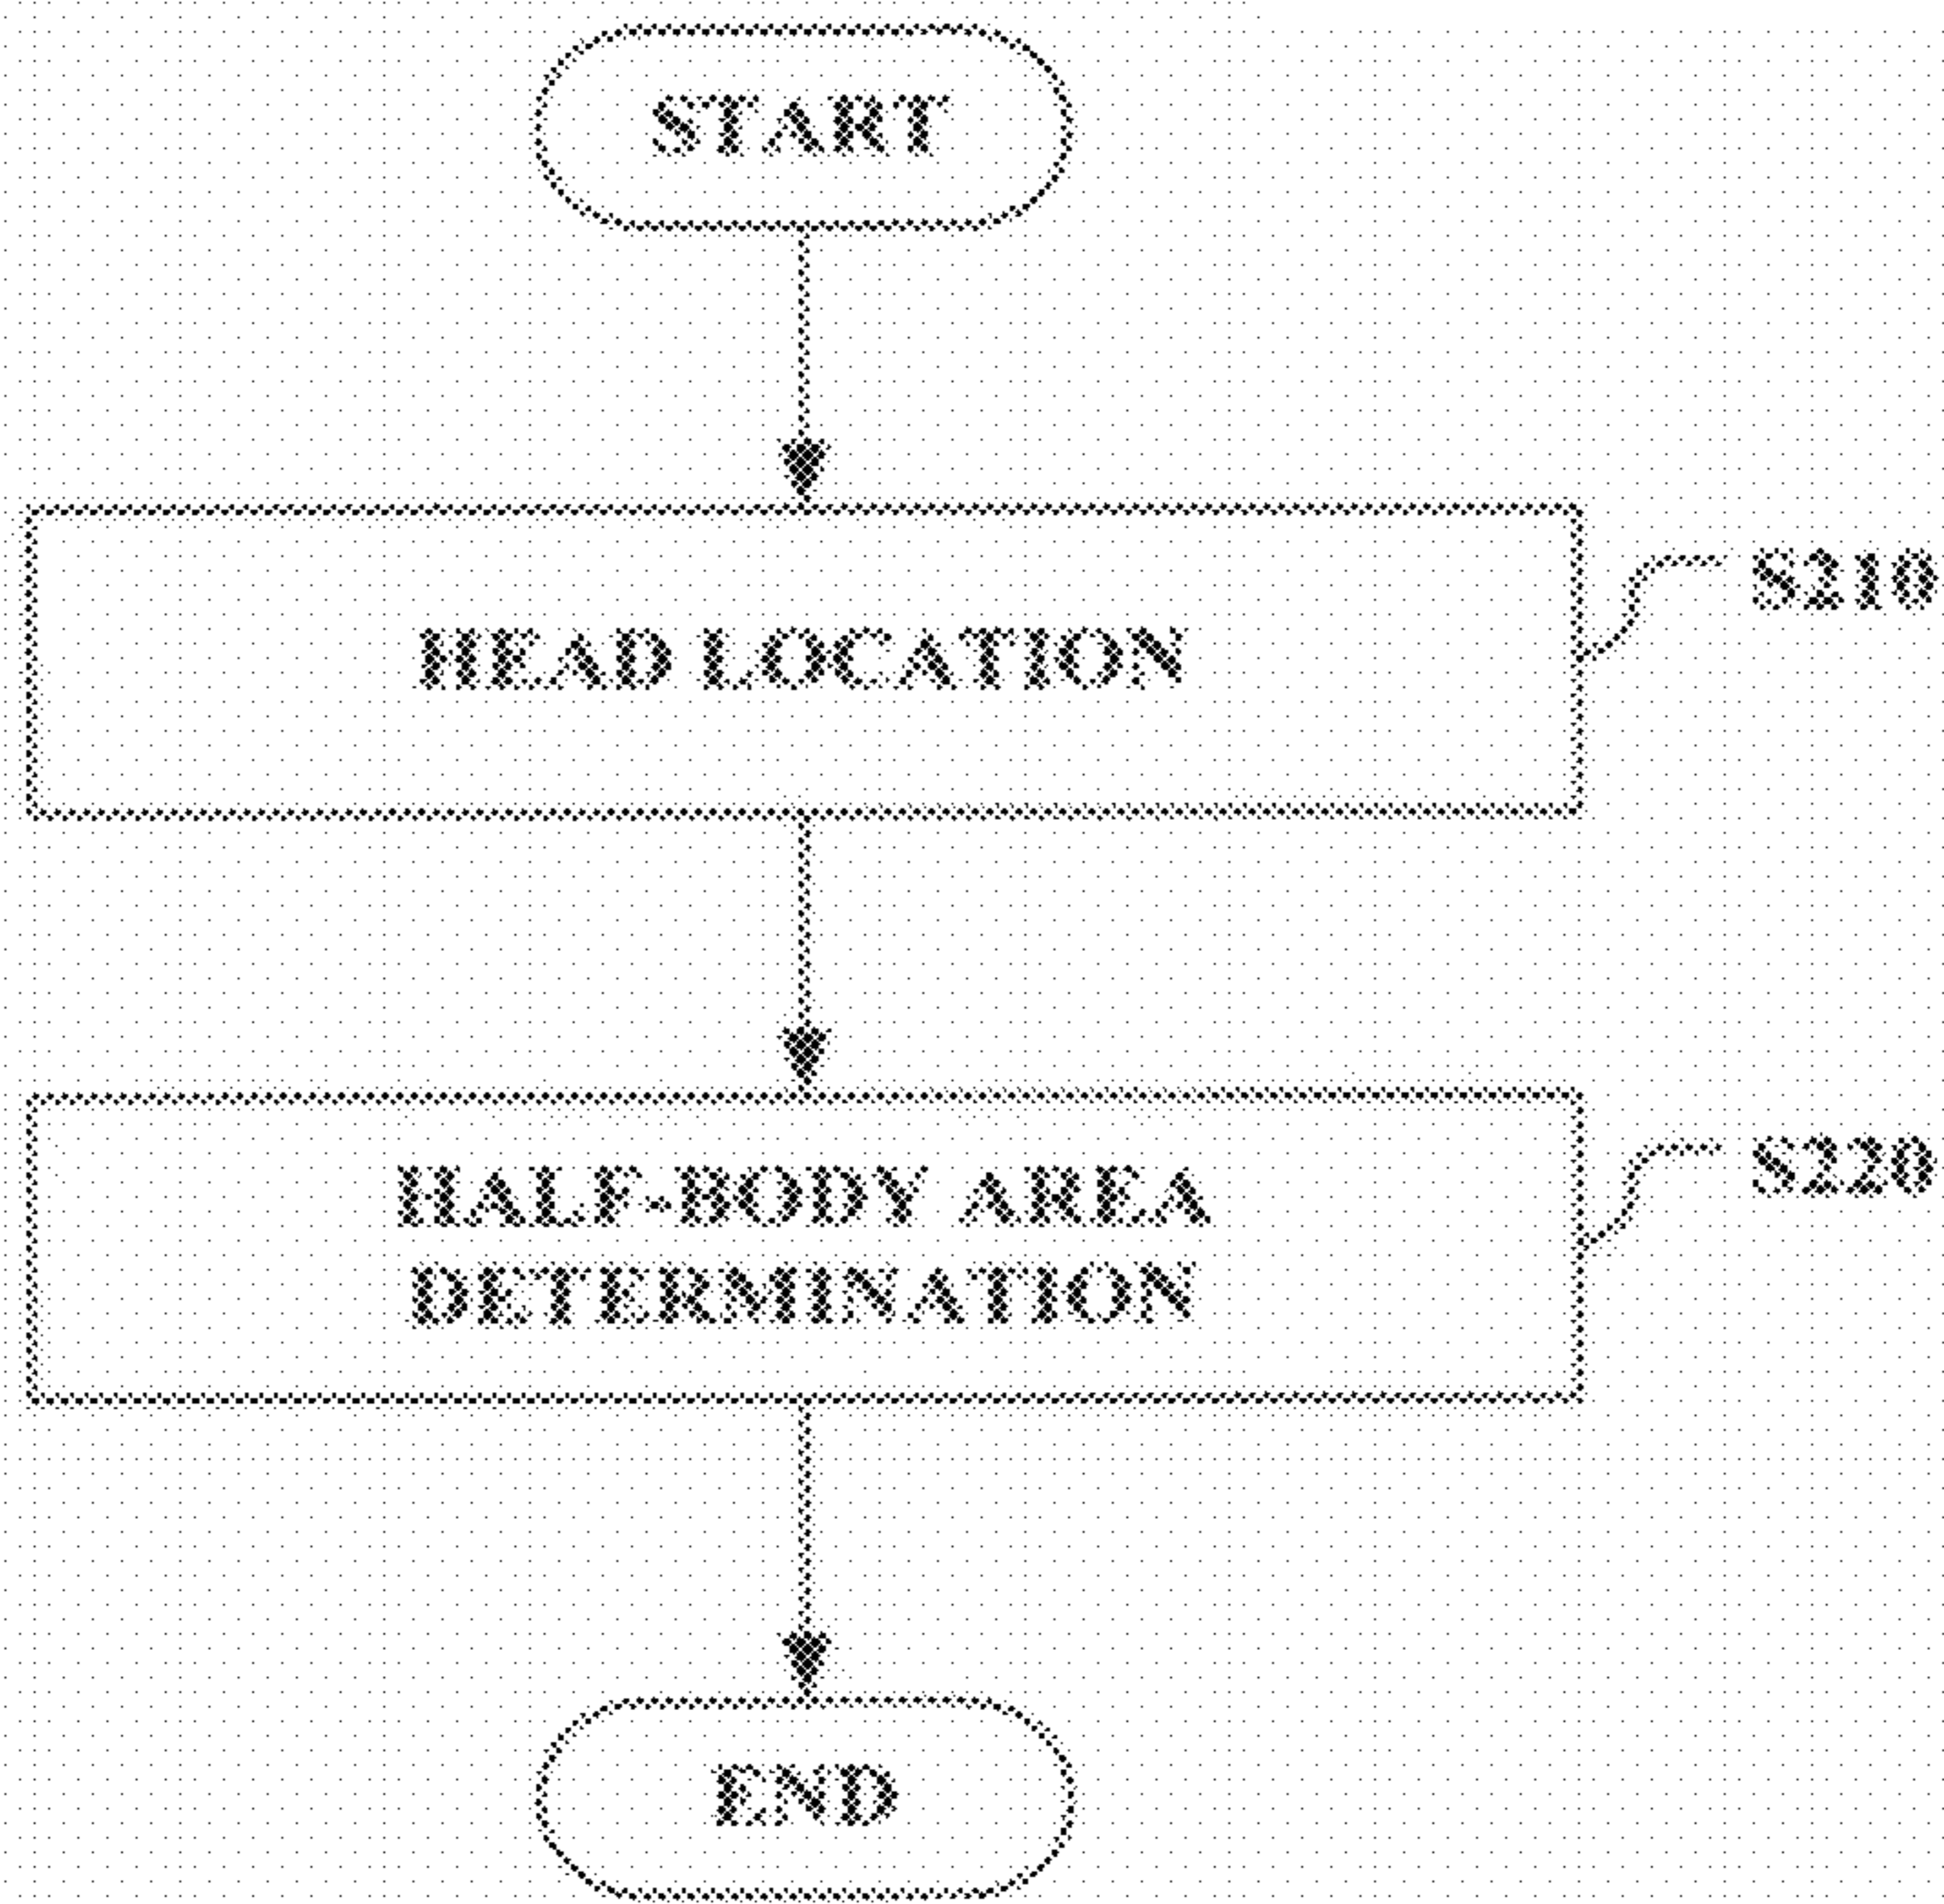 START
S210
HEAD LOCATION
S220
HALF-BODY AREA
DETERMINATION
END